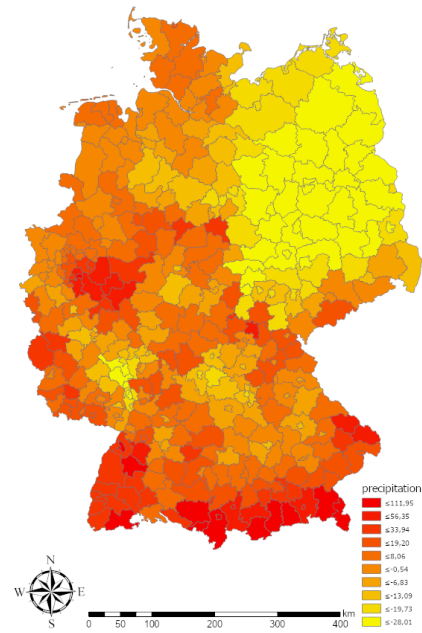 precipitation
≤111,95
≤56,35
≤33,94
≤19,20
≤8,06
≤-0,54
≤-6,83
≤-13,09
≤-19,73
≤-28,01
N
W E
S
km
0 50 100 200 300 400